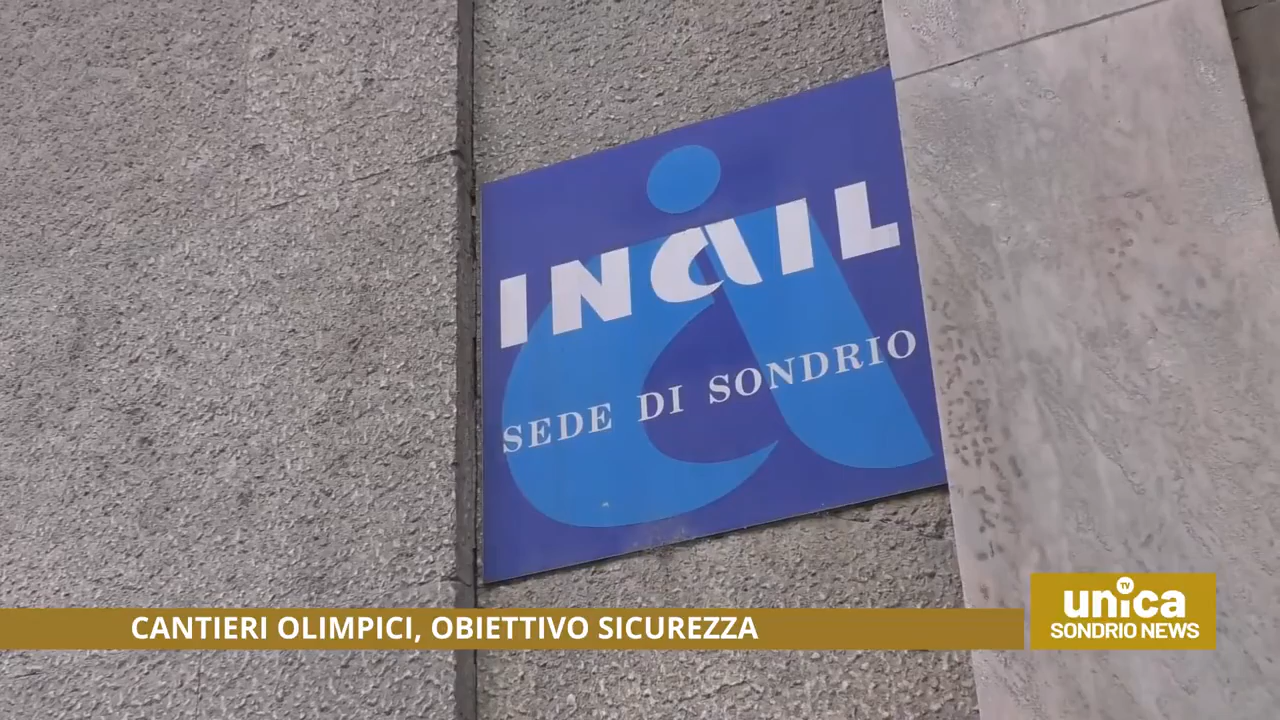 INAIL
SEDE DI SONDRIO
CANTIERI OLIMPICI, OBIETTIVO SICUREZZA
TV
unica
SONDRIO NEWS